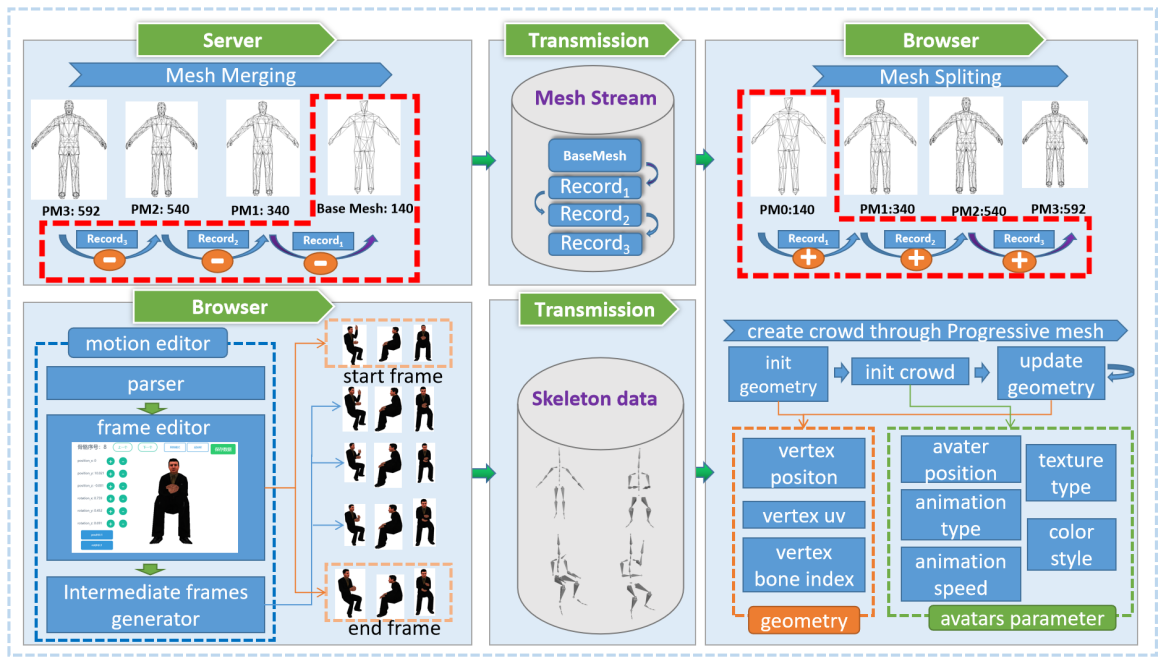 Server
Mesh Merging
PM3: 592
PM2: 540
PM1: 340
Base Mesh: 140
Record3
Record2
Record1
Transmission
Mesh Stream
BaseMesh
Record1
Record2
Record3
Browser
Mesh Spliting
PM0:140
PM1:340
PM2:540
PM3:592
Record1
Record2
Record3
Browser
motion editor
parser
frame editor
Intermediate frames
generator
start frame
end frame
Transmission
Skeleton data
create crowd through Progressive mesh
init
geometry
init crowd
update
geometry
vertex
positon
vertex uv
vertex
bone index
geometry
avater
position
animation
type
animation
speed
texture
type
color
style
avatars parameter